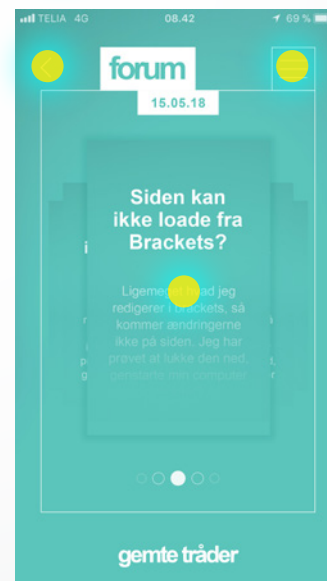 TELIA 4G 08.42 69 %
forum
15.05.18
Siden kan
ikke loade fra
Brackets?
Ligemeget hvad jeg
redigerer i Brackets, så
kommer ændringerne
ikke på siden. Jeg har
prøvet at lukke den ned,
genstarte min computer
gemte tråder